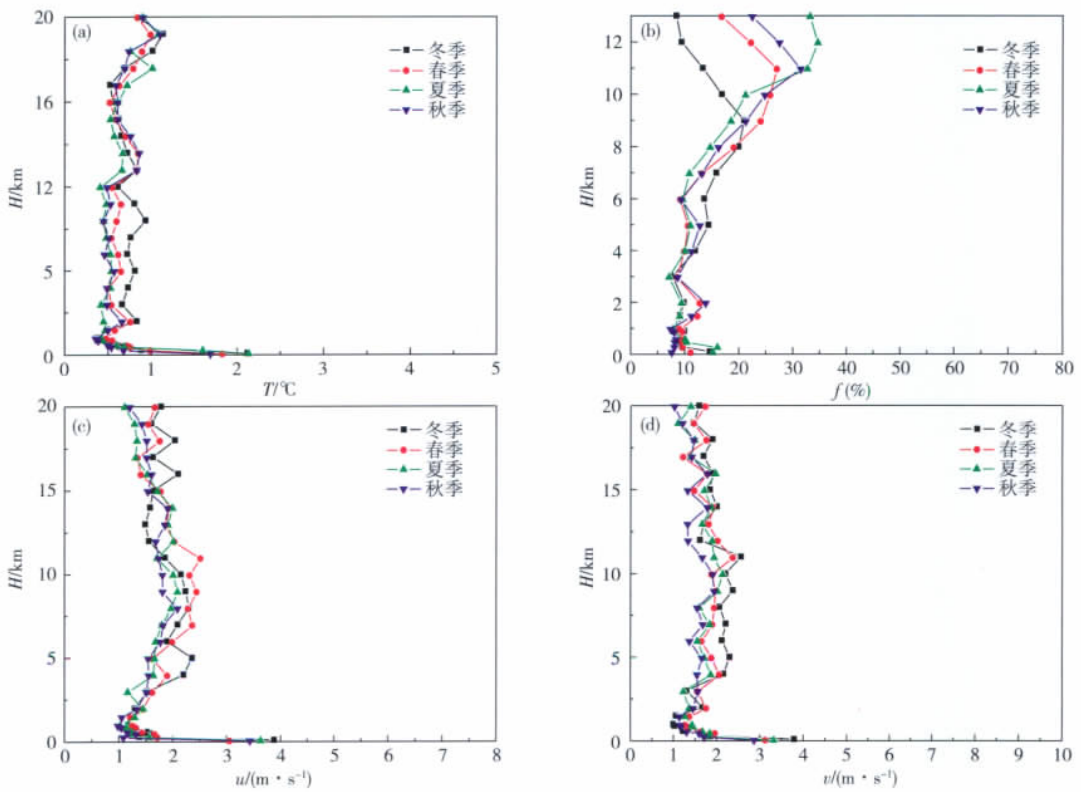 (a)
冬季
春季
夏季
秋季
20
16
12
5
0
H/km
0 1 2 3 4 5
T/℃
(b)
冬季
春季
夏季
秋季
12
10
8
6
4
2
0
H/km
0 10 20 30 40 50 60 70 80
f(%)
(c)
冬季
春季
夏季
秋季
20
15
10
5
0
H/km
0 1 2 3 4 5 6 7 8
u/(m·s⁻¹)
(d)
冬季
春季
夏季
秋季
20
15
10
5
0
H/km
0 1 2 3 4 5 6 7 8 9 10
v/(m·s⁻¹)